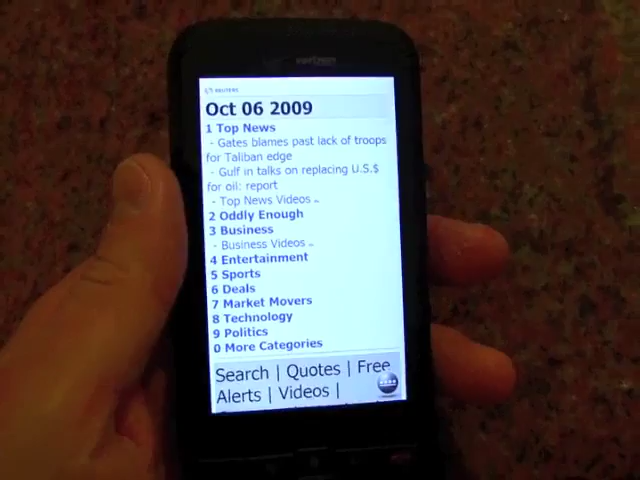 verizon
REUTERS
Oct 06 2009
1 Top News
- Gates blames past lack of troops
for Taliban edge
- Gulf in talks on replacing U.S.$
for oil: report
- Top News Videos
2 Oddly Enough
3 Business
- Business Videos
4 Entertainment
5 Sports
6 Deals
7 Market Movers
8 Technology
9 Politics
0 More Categories
Search | Quotes | Free
Alerts | Videos |